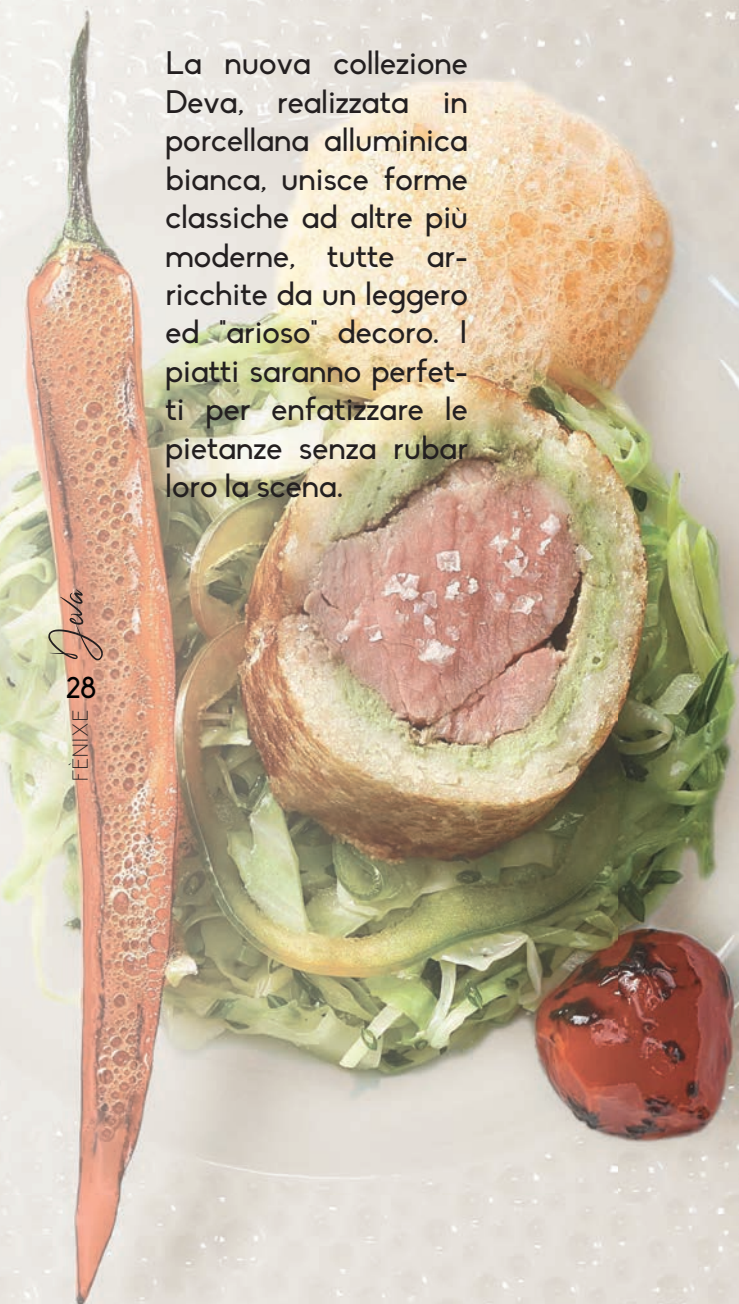 La nuova collezione
Deva, realizzata in
porcellana alluminica
bianca, unisce forme
classiche ad altre più
moderne, tutte ar-
ricchite da un leggero
ed "arioso" decoro. I
piatti saranno perfet-
ti per enfatizzare le
pietanze senza rubar
loro la scena.
Deva
28
FÈNIXE